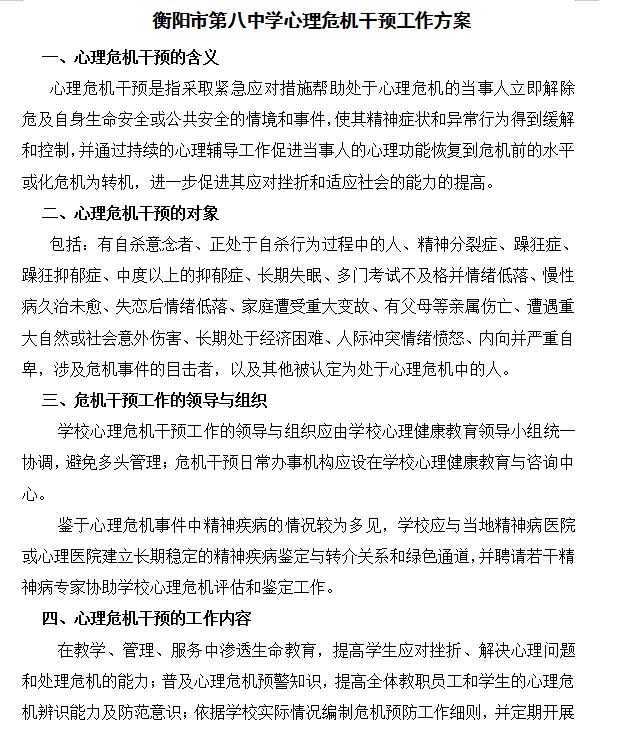 衡阳市第八中学心理危机干预工作方案
一、心理危机干预的含义
心理危机干预是指采取紧急应对措施帮助处于心理危机的当事人立即解除
危及自身生命安全或公共安全的情境和事件，使其精神症状和异常行为得到缓解
和控制，并通过持续的心理辅导工作促进当事人的心理功能恢复到危机前的水平
或化危机为转机，进一步促进其应对挫折和适应社会的能力的提高。
二、心理危机干预的对象
包括：有自杀意念者、正处于自杀行为过程中的人、精神分裂症、躁狂症、
躁狂抑郁症、中度以上的抑郁症、长期失眠、多门考试不及格并情绪低落、慢性
病久治未愈、失恋后情绪低落、家庭遭受重大变故、有父母等亲属伤亡、遭遇重
大自然或社会意外伤害、长期处于经济困难、人际冲突情绪愤怒、内向并严重自
卑，涉及危机事件的目击者，以及其他被认定为处于心理危机中的人。
三、危机干预工作的领导与组织
学校心理危机干预工作的领导与组织应由学校心理健康教育领导小组统一
协调，避免多头管理；危机干预日常办事机构应设在学校心理健康教育与咨询中
心。
鉴于心理危机事件中精神疾病的情况较为多见，学校应与当地精神病医院
或心理医院建立长期稳定的精神疾病鉴定与转介关系和绿色通道，并聘请若干精
神病专家协助学校心理危机评估和鉴定工作。
四、心理危机干预的工作内容
在教学、管理、服务中渗透生命教育，提高学生应对挫折、解决心理问题
和处理危机的能力；普及心理危机预警知识，提高全体教职员工和学生的心理危
机辨识能力及防范意识；依据学校实际情况编制危机预防工作细则，并定期开展